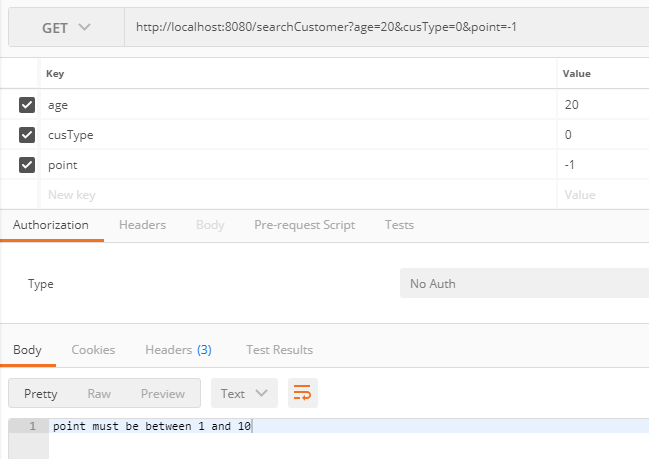 GET http://localhost:8080/searchCustomer?age=20&cusType=0&point=-1
Key Value
age 20
cusType 0
point -1
New key Value
Authorization Headers Body Pre-request Script Tests
Type No Auth
Body Cookies Headers (3) Test Results
Pretty Raw Preview Text
1 point must be between 1 and 10